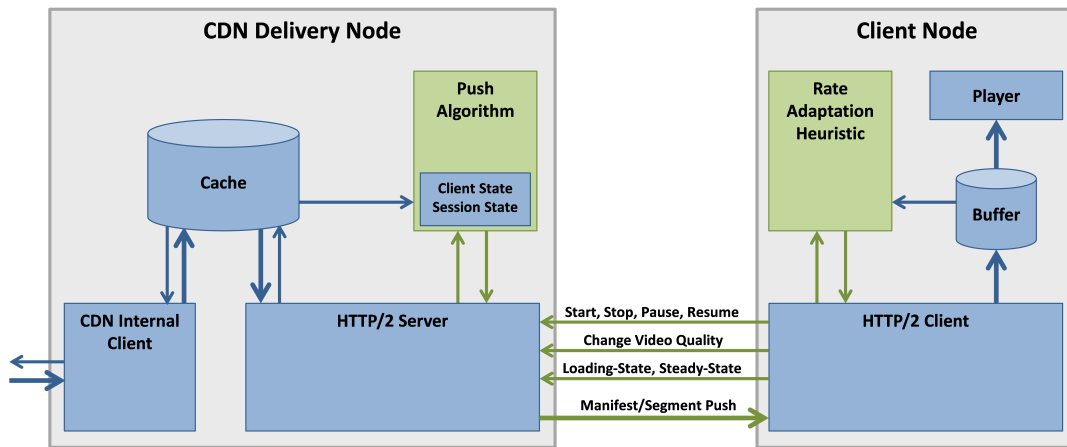 CDN Delivery Node
Push
Algorithm
Cache
Client State
Session State
CDN Internal
Client
HTTP/2 Server
Start, Stop, Pause, Resume
Change Video Quality
Loading-State, Steady-State
Manifest/Segment Push
Client Node
Rate
Adaptation
Heuristic
Player
Buffer
HTTP/2 Client